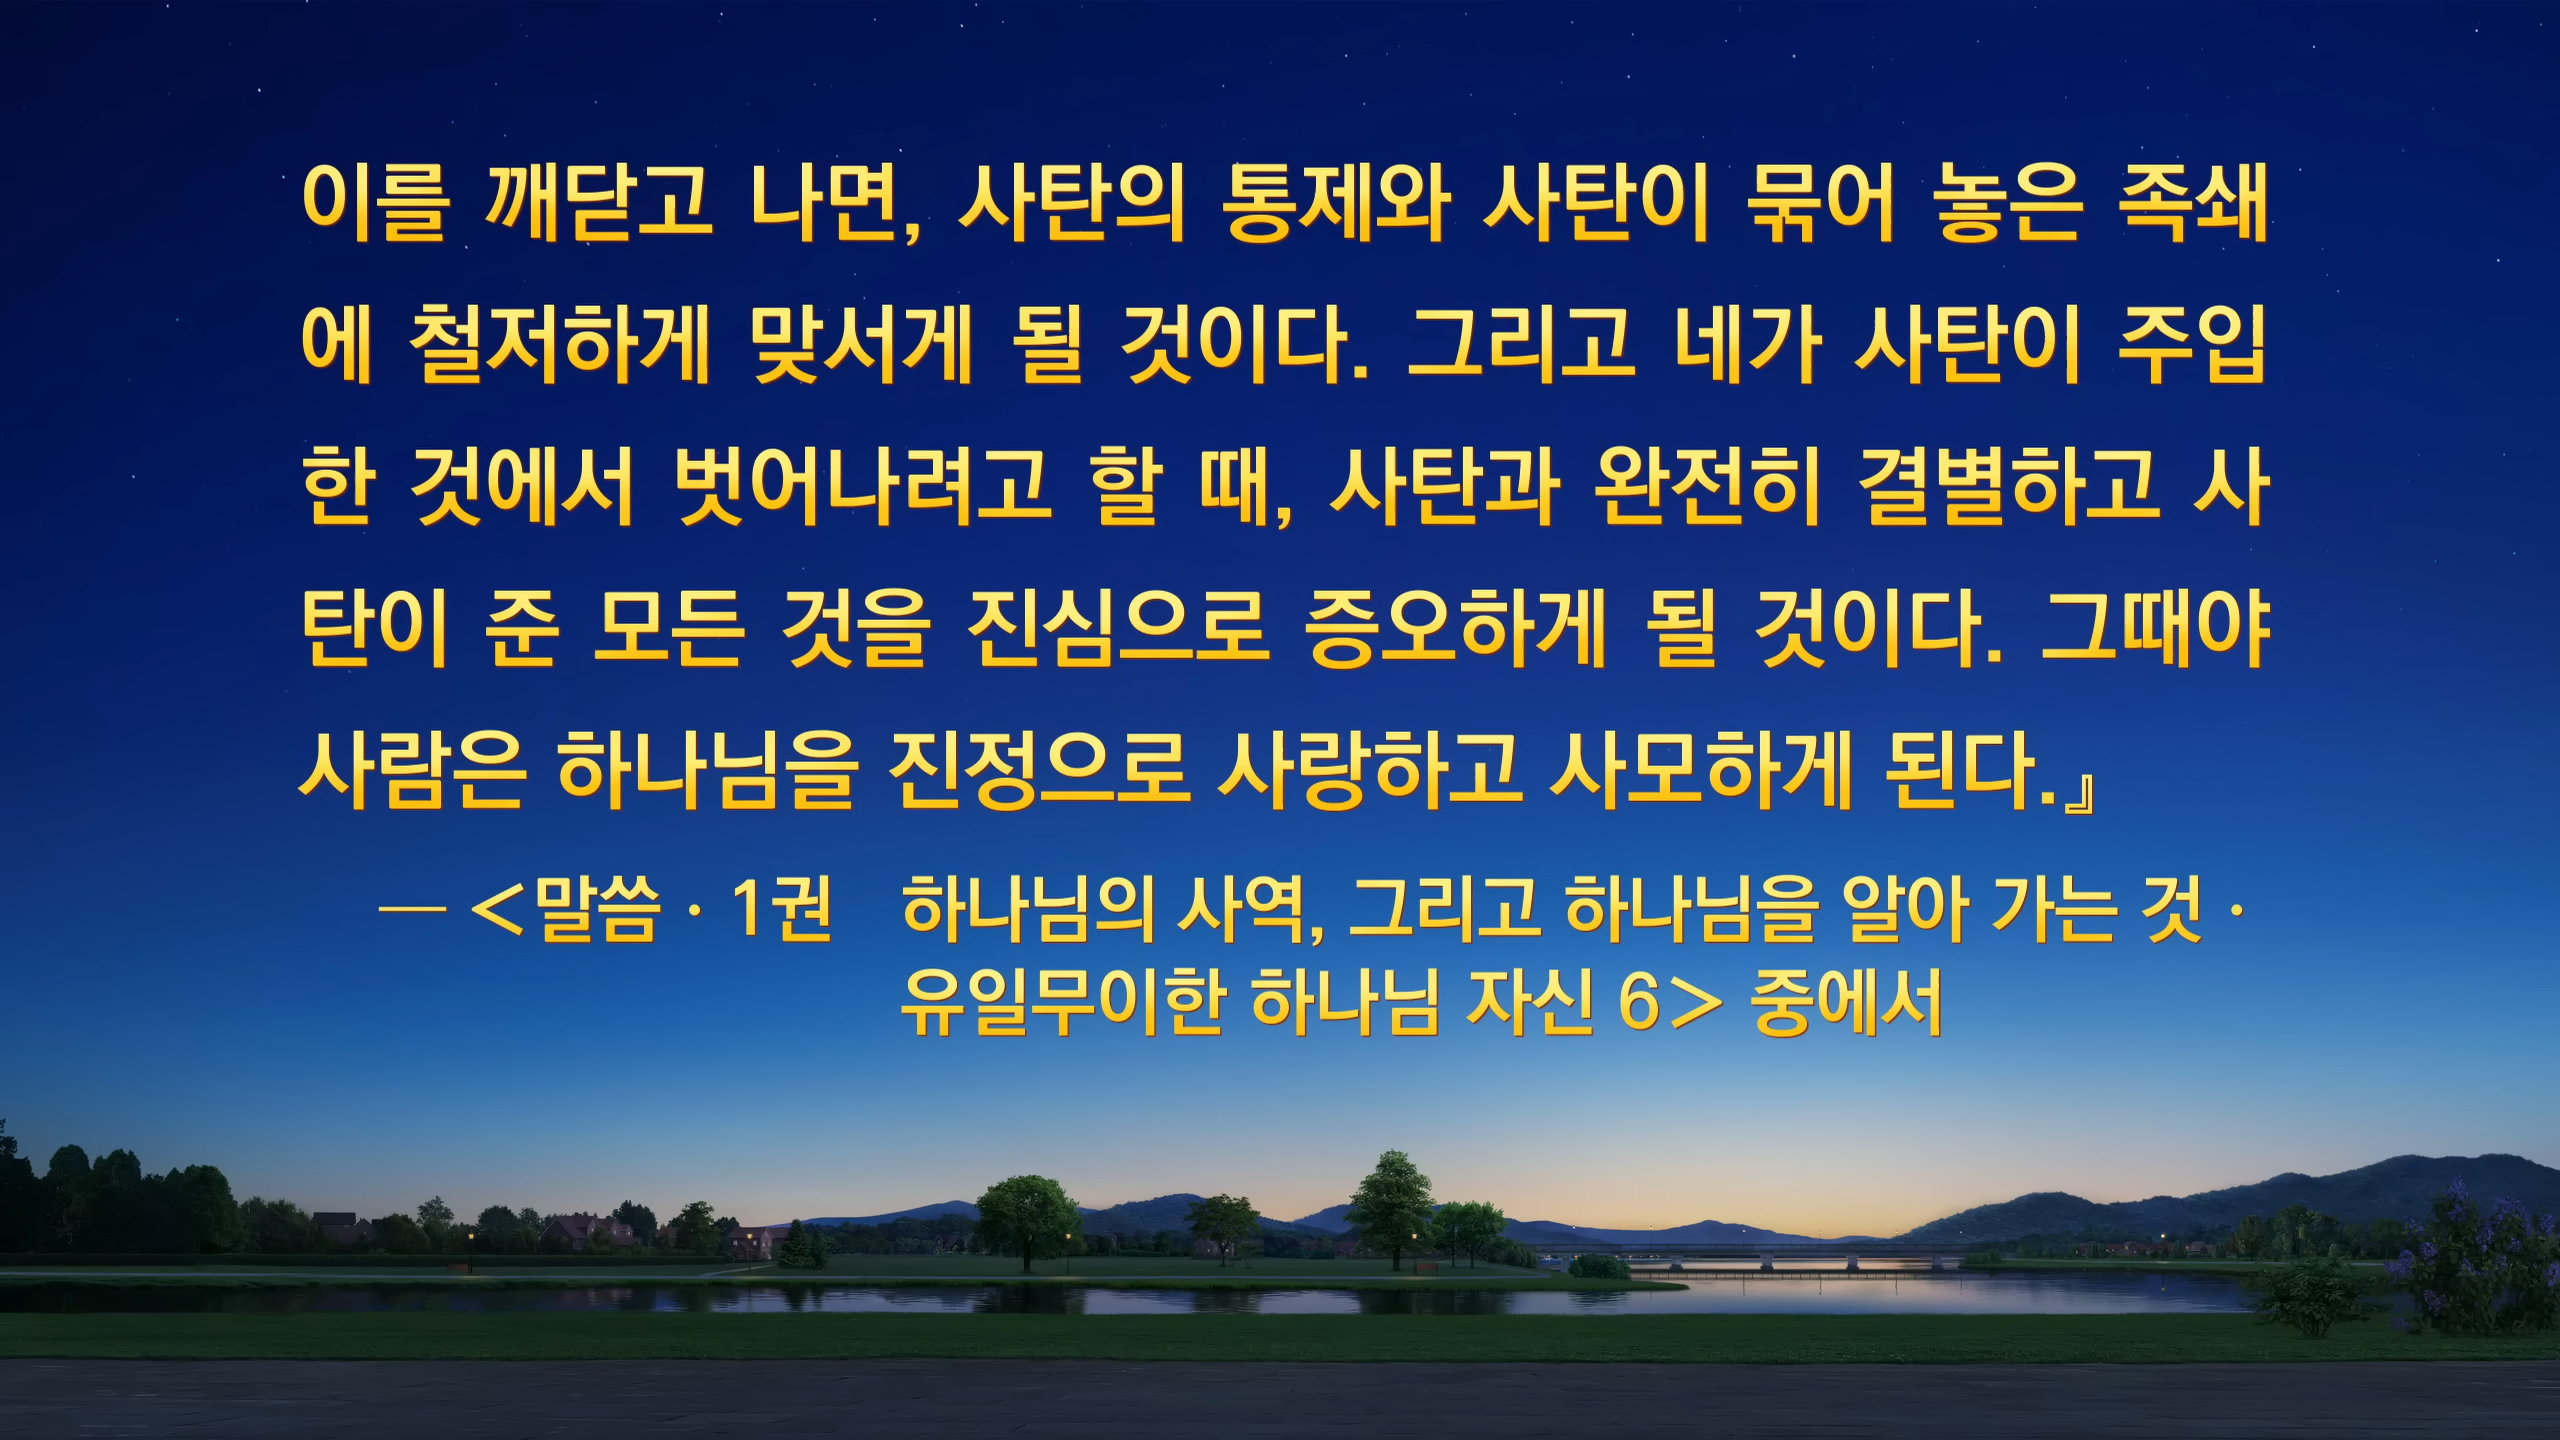 이를 깨닫고 나면, 사탄의 통제와 사탄이 묶어 놓은 족쇄
에 철저하게 맞서게 될 것이다. 그리고 네가 사탄이 주입
한 것에서 벗어나려고 할 때, 사탄과 완전히 결별하고 사
탄이 준 모든 것을 진심으로 증오하게 될 것이다. 그때야
사람은 하나님을 진정으로 사랑하고 사모하게 된다.』
― <말씀 · 1권 하나님의 사역, 그리고 하나님을 알아 가는 것 ·
유일무이한 하나님 자신 6> 중에서